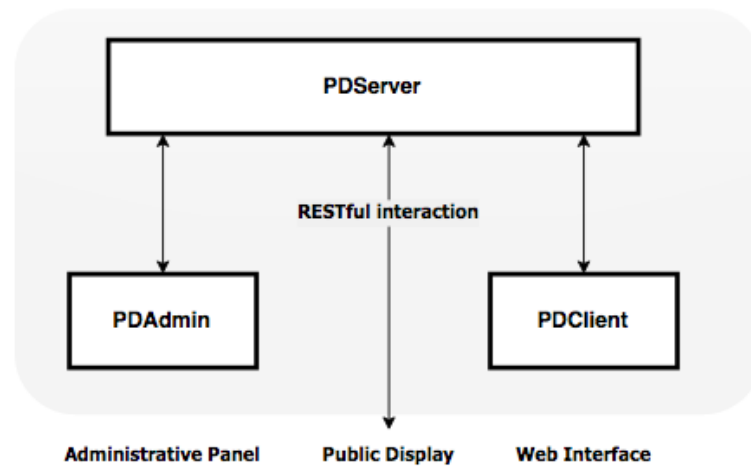 PDServer
RESTful interaction
PDAdmin
PDClient
Administrative Panel
Public Display
Web Interface